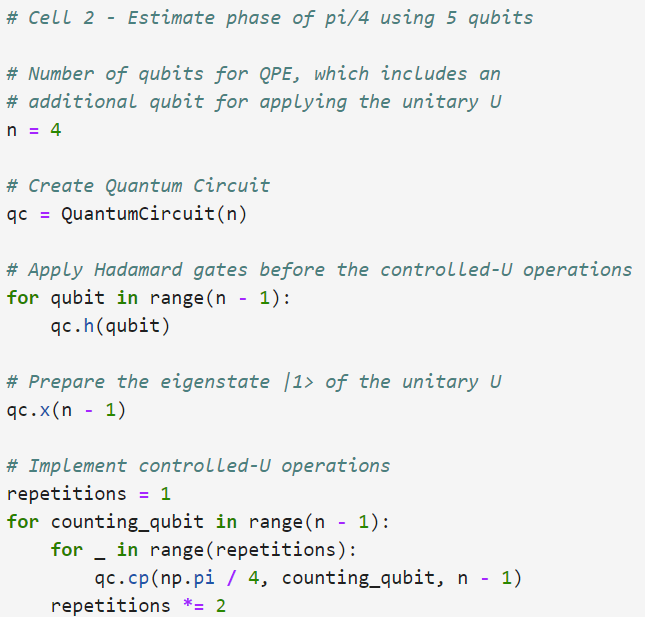 # Cell 2 - Estimate phase of pi/4 using 5 qubits
# Number of qubits for QPE, which includes an
# additional qubit for applying the unitary U
n = 4
# Create Quantum Circuit
qc = QuantumCircuit(n)
# Apply Hadamard gates before the controlled-U operations
for qubit in range(n - 1):
    qc.h(qubit)
# Prepare the eigenstate |1> of the unitary U
qc.x(n - 1)
# Implement controlled-U operations
repetitions = 1
for counting_qubit in range(n - 1):
    for _ in range(repetitions):
        qc.cp(np.pi / 4, counting_qubit, n - 1)
    repetitions *= 2